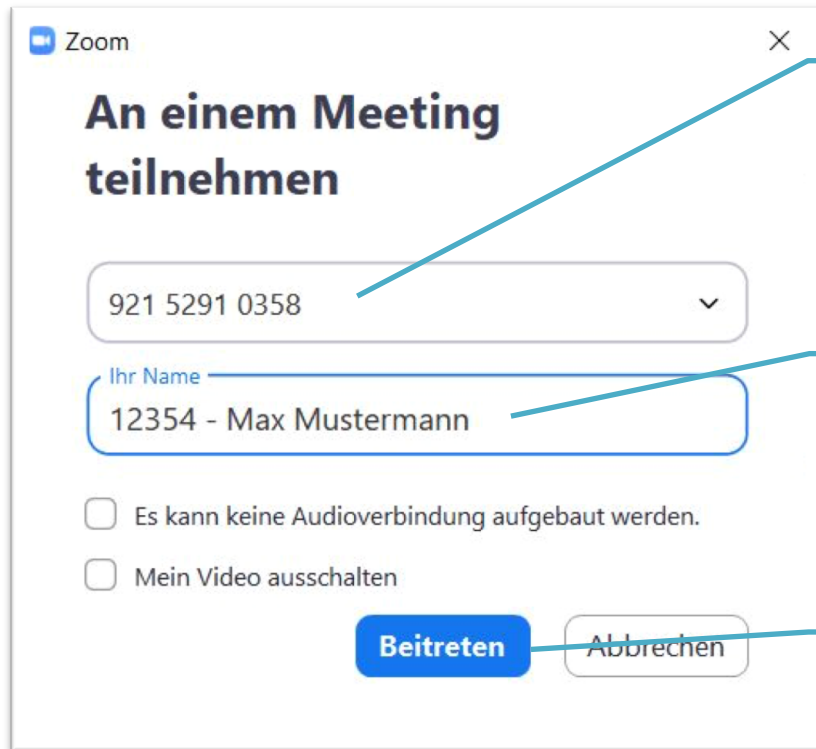 Zoom
An einem Meeting
teilnehmen
921 5291 0358
Ihr Name
12354 - Max Mustermann
Es kann keine Audioverbindung aufgebaut werden.
Mein Video ausschalten
Beitreten Abbrechen